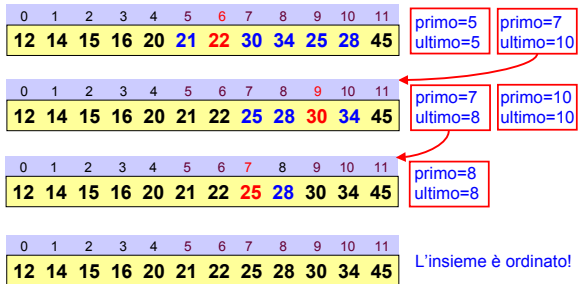 0 1 2 3 4 5 6 7 8 9 10 11
12 14 15 16 20 21 22 30 34 25 28 45
primo=5
ultimo=5
primo=7
ultimo=10
0 1 2 3 4 5 6 7 8 9 10 11
12 14 15 16 20 21 22 25 28 30 34 45
primo=7
ultimo=8
primo=10
ultimo=10
0 1 2 3 4 5 6 7 8 9 10 11
12 14 15 16 20 21 22 25 28 30 34 45
primo=8
ultimo=8
0 1 2 3 4 5 6 7 8 9 10 11
12 14 15 16 20 21 22 25 28 30 34 45
L'insieme è ordinato!